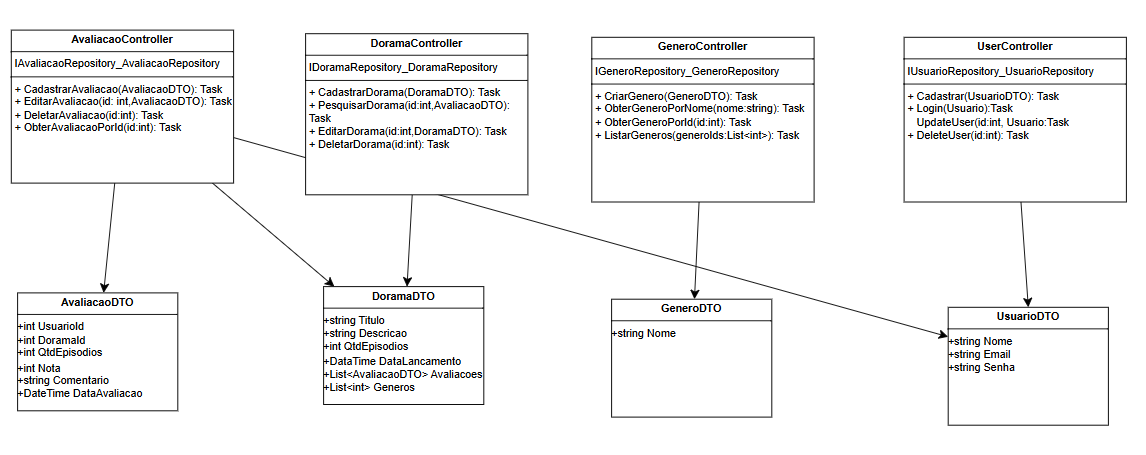 AvaliacaoController
IAvaliacaoRepository_AvaliacaoRepository
+ CadastrarAvaliacao(AvaliacaoDTO): Task
+ EditarAvaliacao(id: int,AvaliacaoDTO): Task
+ DeletarAvaliacao(id:int): Task
+ ObterAvaliacaoPorId(id:int): Task
DoramaController
IDoramaRepository_DoramaRepository
+ CadastrarDorama(DoramaDTO): Task
+ PesquisarDorama(id:int,AvaliacaoDTO):
Task
+ EditarDorama(id:int,DoramaDTO): Task
+ DeletarDorama(id:int): Task
GeneroController
IGeneroRepository_GeneroRepository
+ CriarGenero(GeneroDTO): Task
+ ObterGeneroPorNome(nome:string): Task
+ ObterGeneroPorId(id:int): Task
+ ListarGeneros(generoIds:List<int>): Task
UserController
IUsuarioRepository_UsuarioRepository
+ Cadastrar(UsuarioDTO): Task
+ Login(Usuario):Task
UpdateUser(id:int, Usuario:Task
+ DeleteUser(id:int): Task
AvaliacaoDTO
+int UsuarioId
+int DoramaId
+int QtdEpisodios
+int Nota
+string Comentario
+DateTime DataAvaliacao
DoramaDTO
+string Titulo
+string Descricao
+int QtdEpisodios
+DataTime DataLancamento
+List<AvaliacaoDTO> Avaliacoes
+List<int> Generos
GeneroDTO
+string Nome
UsuarioDTO
+string Nome
+string Email
+string Senha